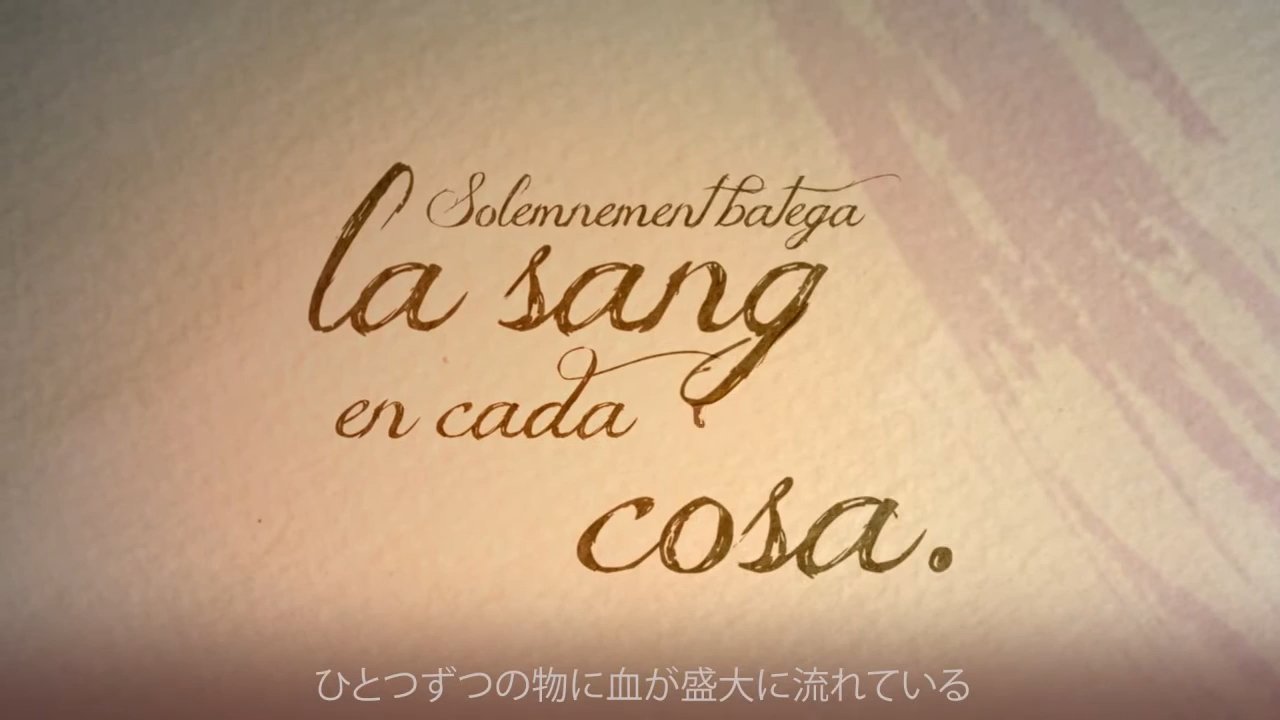 Solemnement batega
la sang
en cada
cosa.
ひとつずつの物に血が盛大に流れている